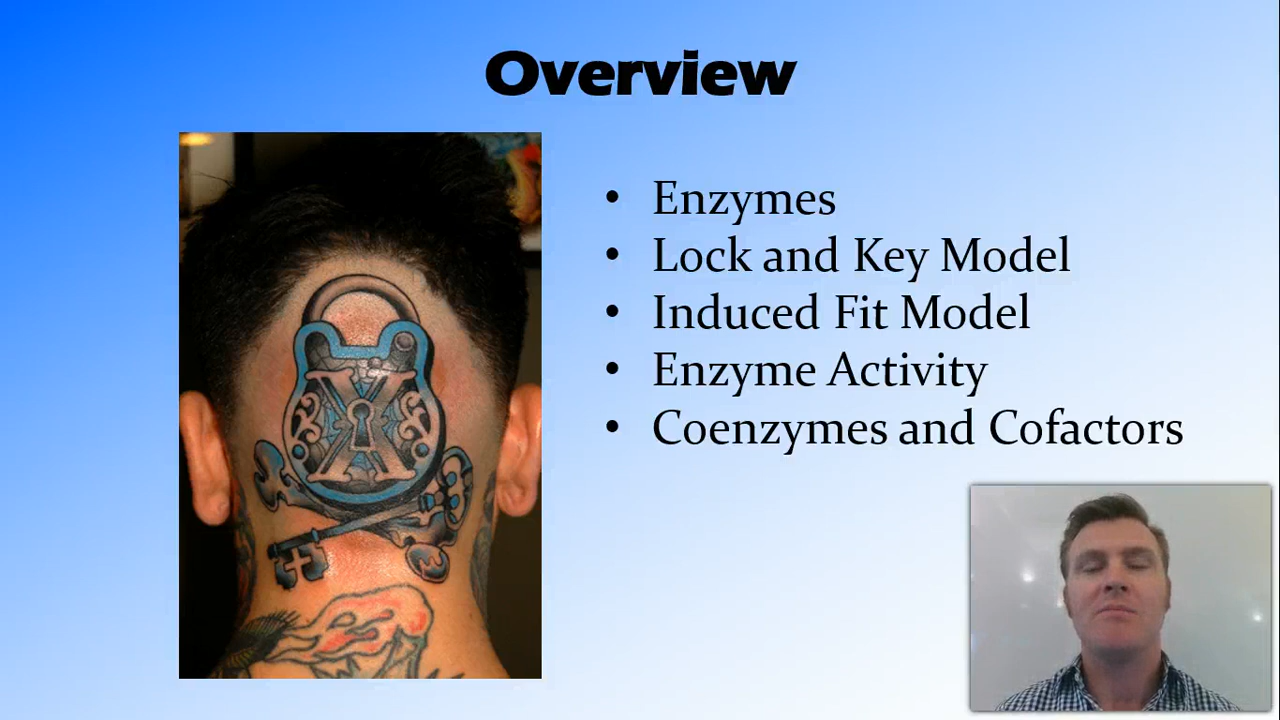 Overview
• Enzymes
• Lock and Key Model
• Induced Fit Model
• Enzyme Activity
• Coenzymes and Cofactors